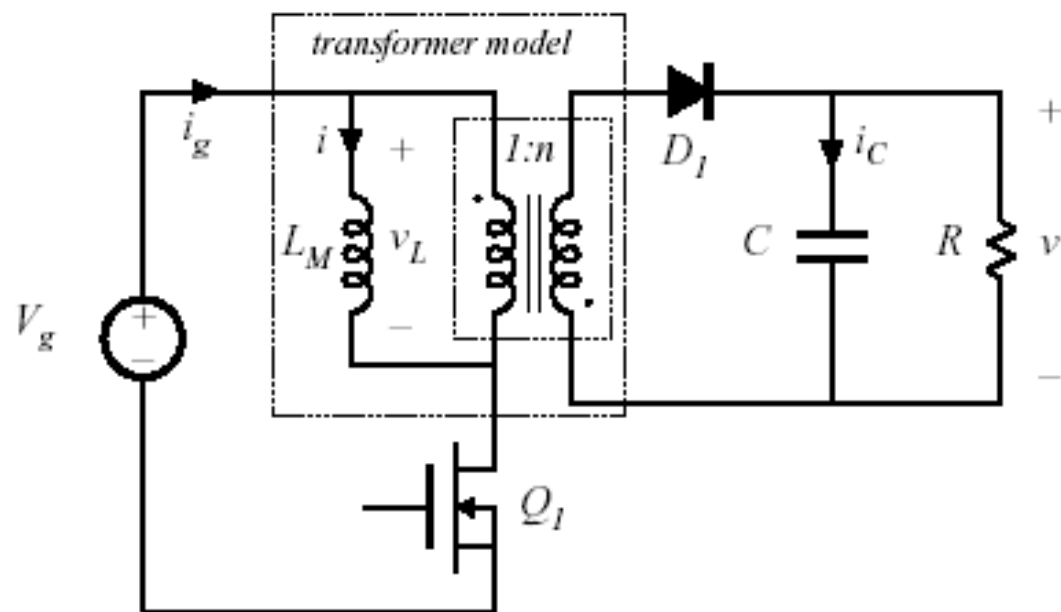 transformer model
i_g
i
+
1:n
D_1
i_C
+
L_M
v_L
C
R
v
V_g
+
−
−
−
Q_1